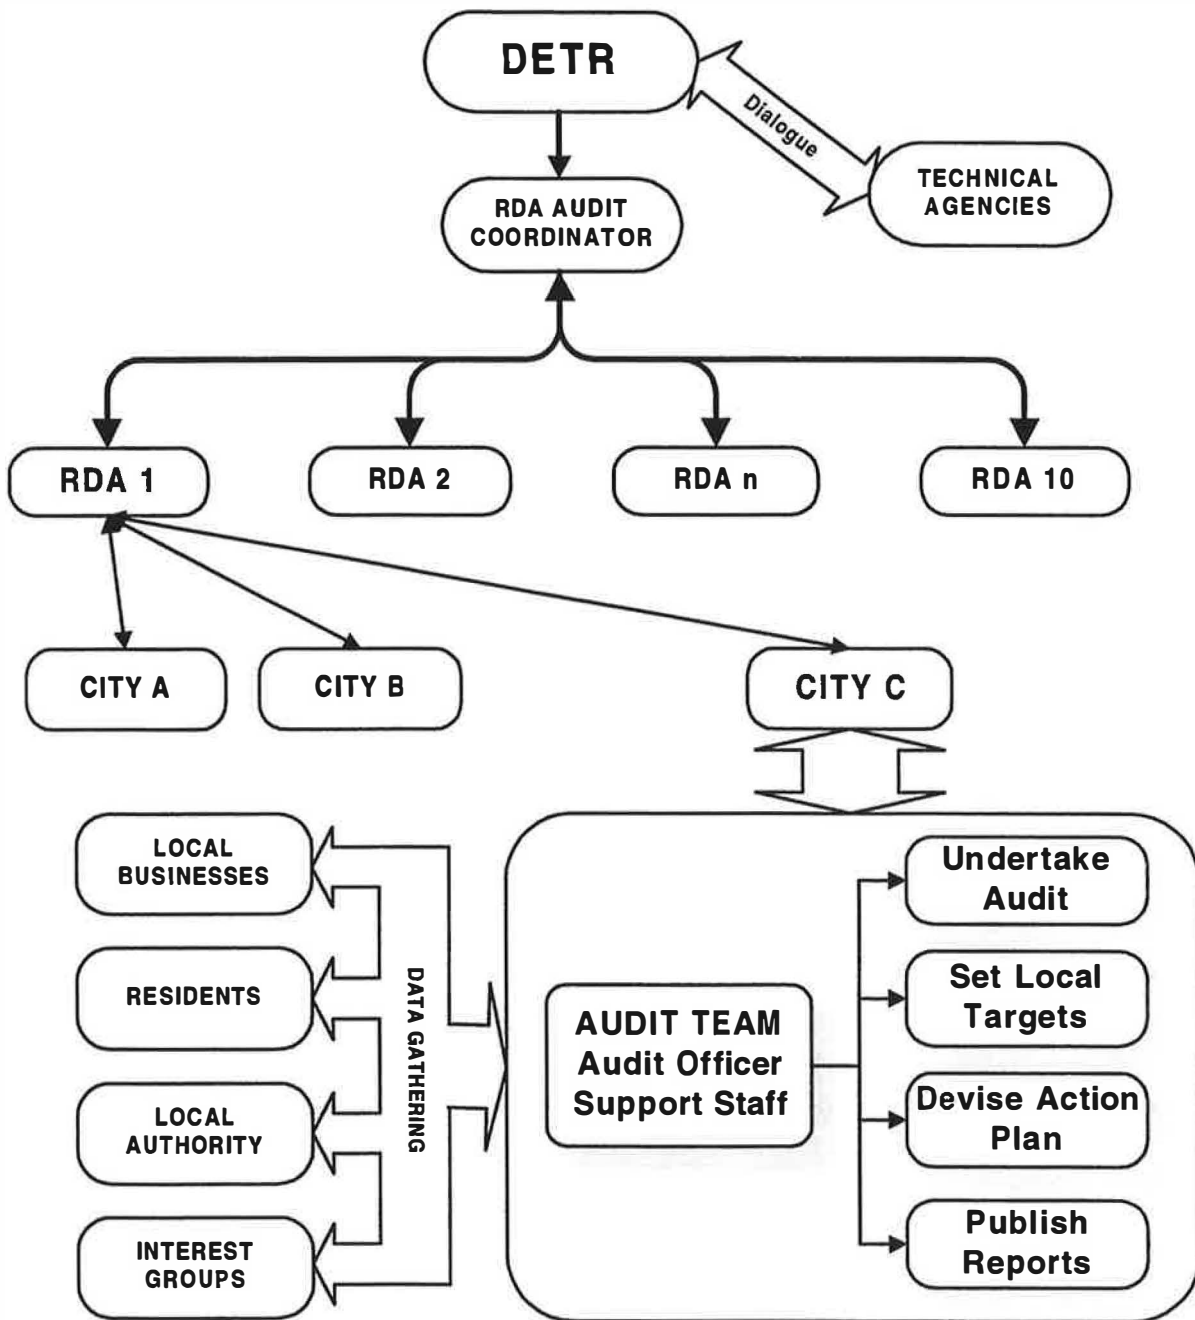 DETR
Dialogue
TECHNICAL
AGENCIES
RDA AUDIT
COORDINATOR
RDA 1
RDA 2
RDA n
RDA 10
CITY A
CITY B
CITY C
LOCAL
BUSINESSES
RESIDENTS
LOCAL
AUTHORITY
INTEREST
GROUPS
DATA GATHERING
AUDIT TEAM
Audit Officer
Support Staff
Undertake
Audit
Set Local
Targets
Devise Action
Plan
Publish
Reports